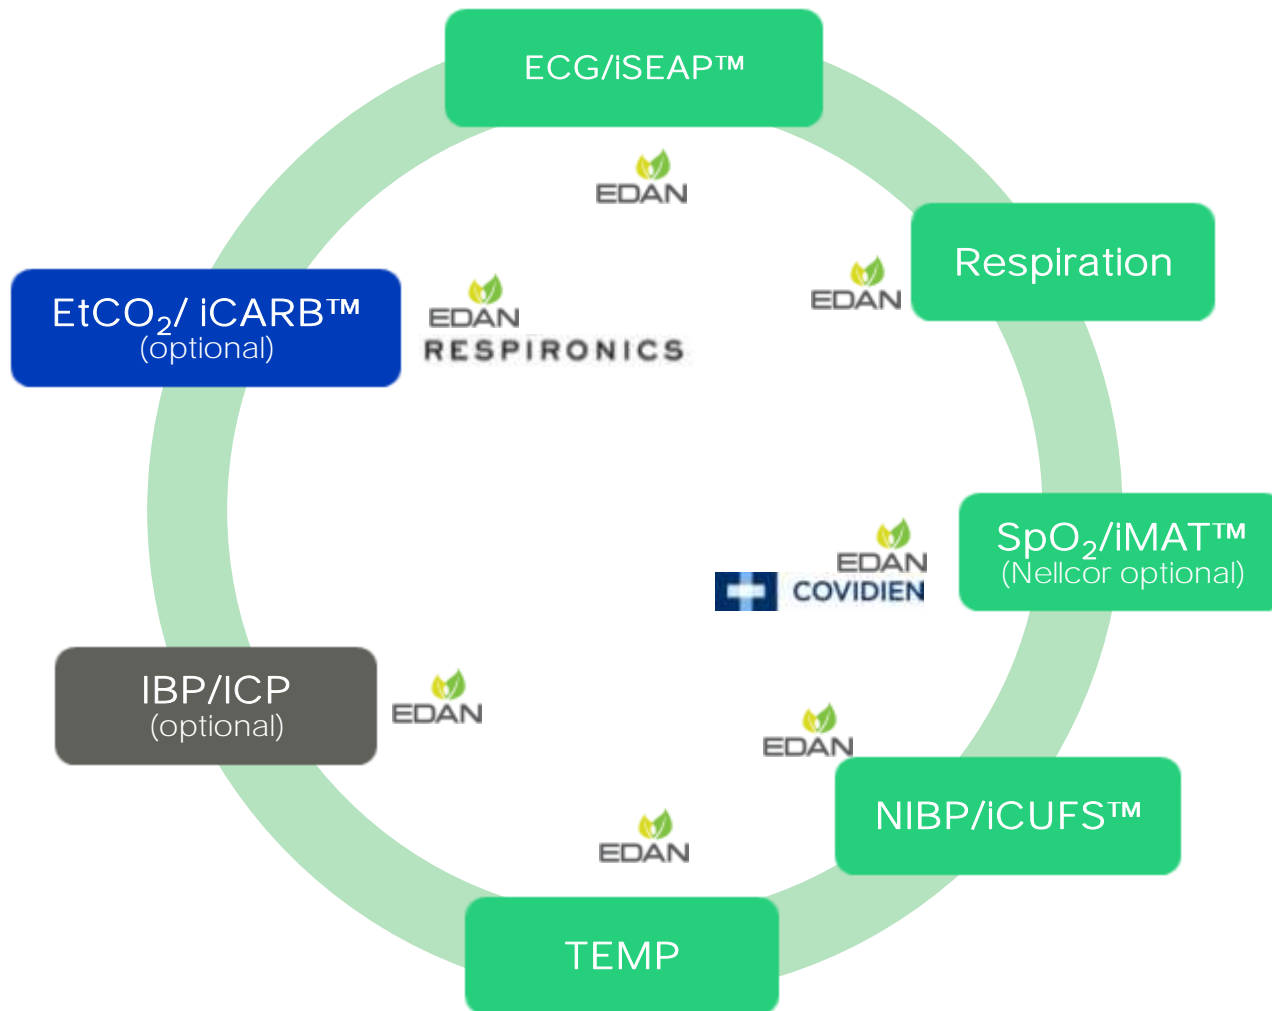 ECG/iSEAP™
EDAN
Respiration
EDAN
EtCO₂/ iCARB™
(optional)
EDAN
RESPIRONICS
SpO₂/iMAT™
(Nellcor optional)
EDAN
COVIDIEN
IBP/ICP
(optional)
EDAN
EDAN
NIBP/iCUFS™
EDAN
TEMP